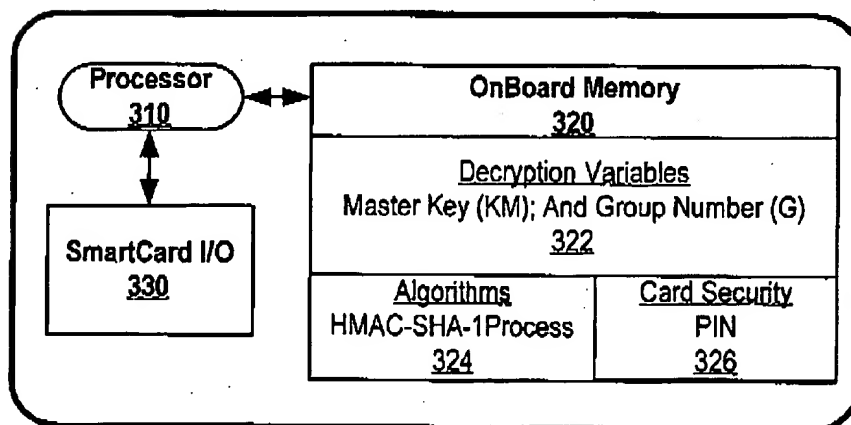 Processor
310
SmartCard I/O
330
OnBoard Memory
320
Decryption Variables
Master Key (KM); And Group Number (G)
322
Algorithms
HMAC-SHA-1Process
324
Card Security
PIN
326